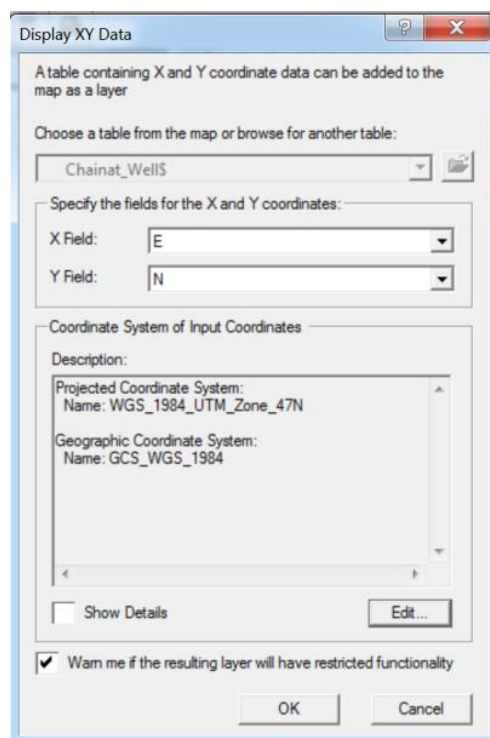 Display XY Data
A table containing X and Y coordinate data can be added to the
map as a layer
Choose a table from the map or browse for another table:
Chainat_Well$
Specify the fields for the X and Y coordinates:
X Field:
E
Y Field:
N
Coordinate System of Input Coordinates
Description:
Projected Coordinate System:
Name: WGS_1984_UTM_Zone_47N
Geographic Coordinate System:
Name: GCS_WGS_1984
Show Details
Edit...
Warn me if the resulting layer will have restricted functionality
OK
Cancel